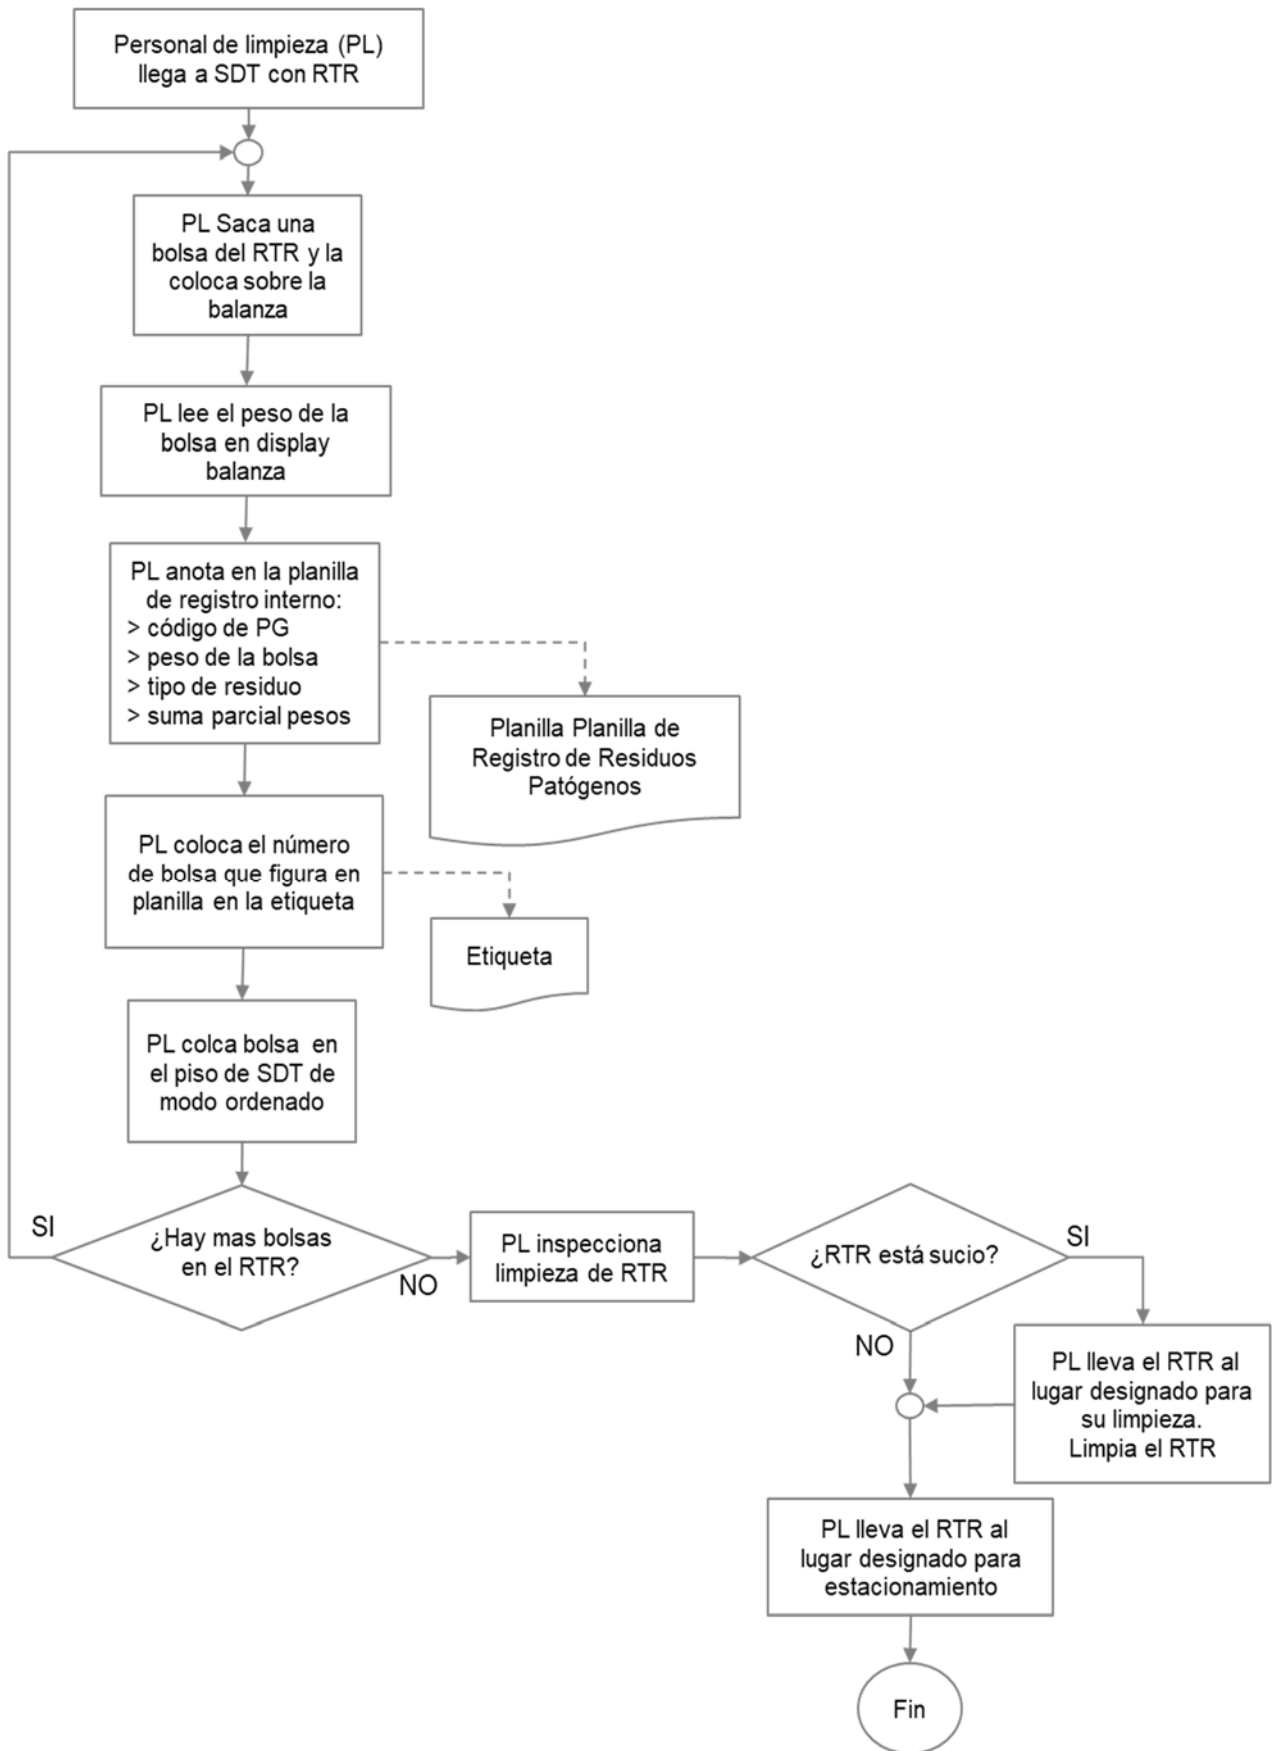 Personal de limpieza (PL)
llega a SDT con RTR
PL Saca una
bolsa del RTR y la
coloca sobre la
balanza
PL lee el peso de la
bolsa en display
balanza
PL anota en la planilla
de registro interno:
> código de PG
> peso de la bolsa
> tipo de residuo
> suma parcial pesos
Planilla Planilla de
Registro de Residuos
Patógenos
PL coloca el número
de bolsa que figura en
planilla en la etiqueta
Etiqueta
PL colca bolsa en
el piso de SDT de
modo ordenado
SI
¿Hay mas bolsas
en el RTR?
NO
PL inspecciona
limpieza de RTR
¿RTR está sucio?
SI
NO
PL lleva el RTR al
lugar designado para
su limpieza.
Limpia el RTR
PL lleva el RTR al
lugar designado para
estacionamiento
Fin